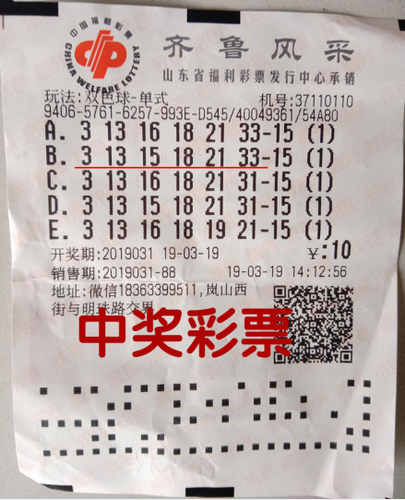 中国福利彩票
CHINA WELFARE LOTTERY
齐鲁风采
山东省福利彩票发行中心承销
玩法:双色球-单式 机号:37110110
9406-5761-6257-993E-D545/40049361/54A80
A. 3 13 16 18 21 33-15 (1)
B. 3 13 15 18 21 33-15 (1)
C. 3 13 16 18 21 31-15 (1)
D. 3 13 15 18 21 31-15 (1)
E. 3 13 16 18 19 31-15 (1)
开奖期:2019031 19-03-19 ¥:10
销售期:2019031-88 19-03-19 14:12:56
地址:微信18363399511,岚山西
街与明珠路交界
中奖彩票